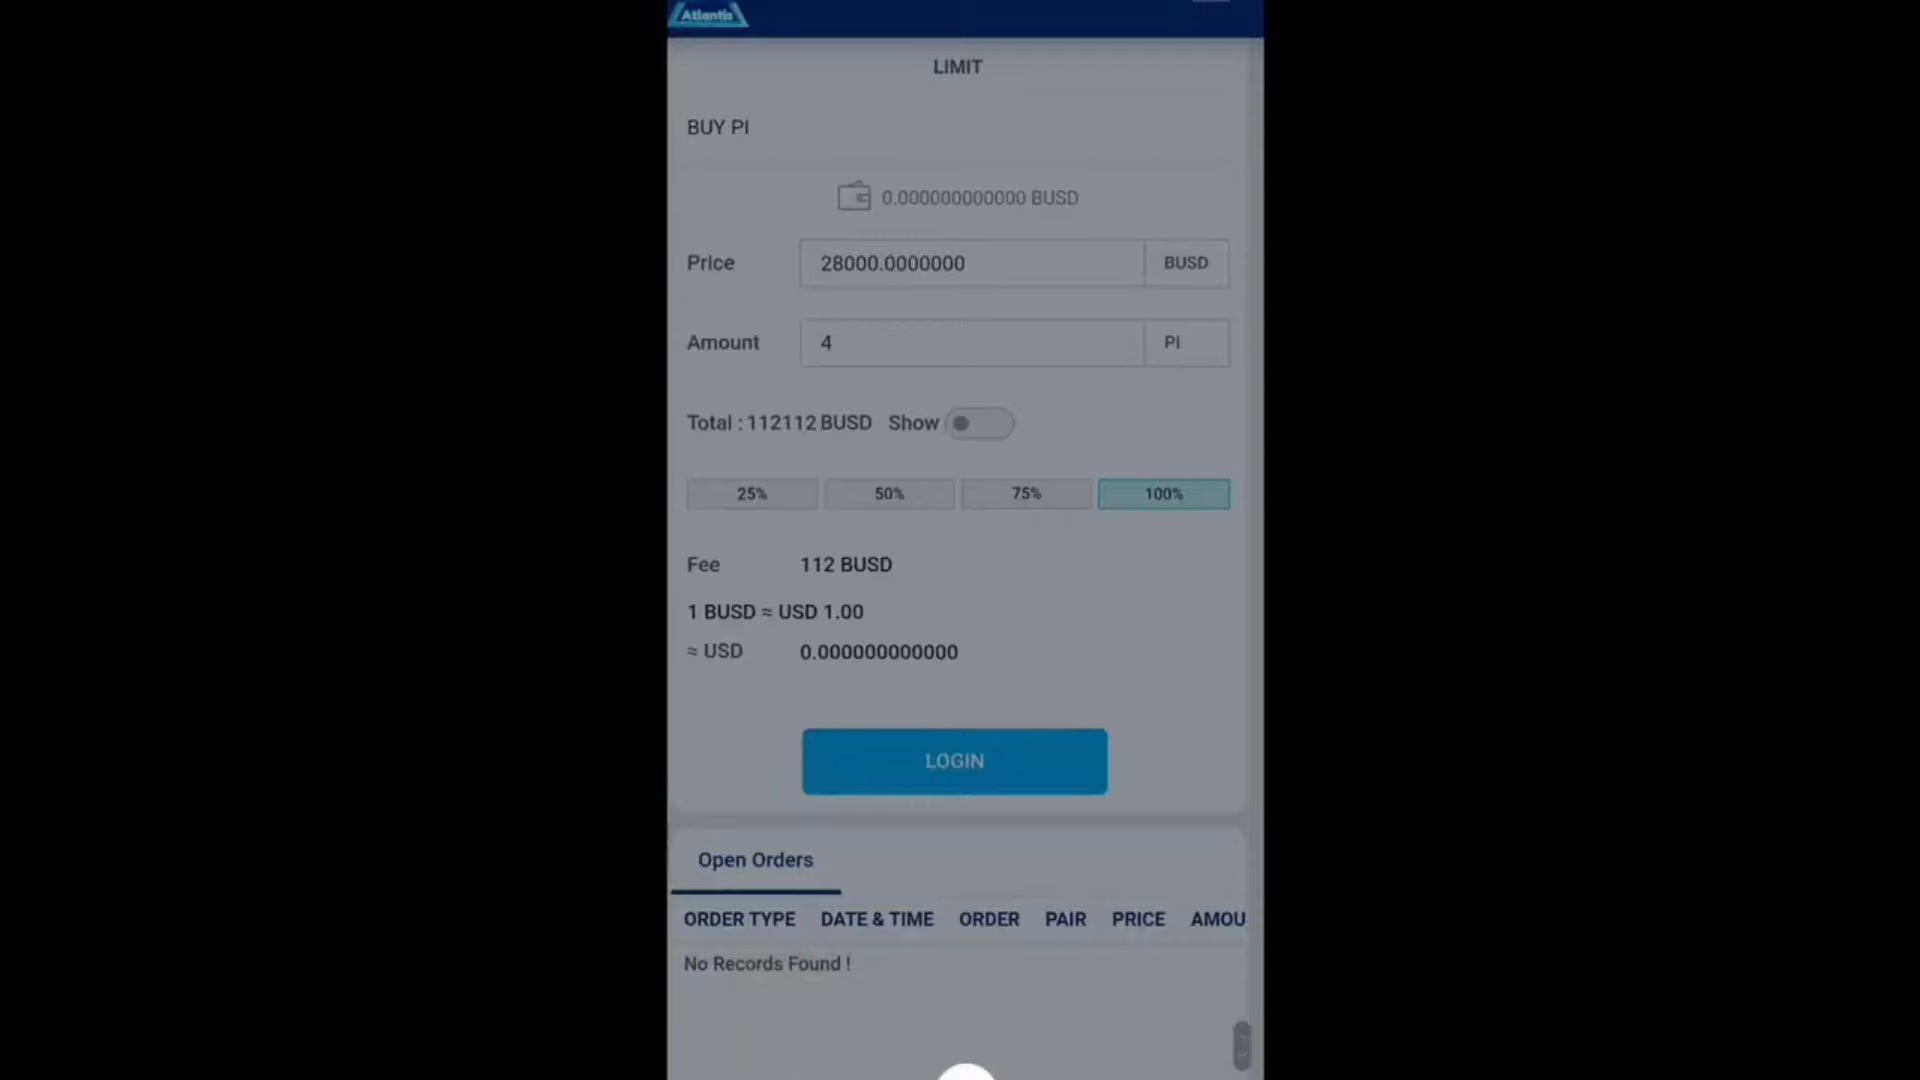 Atlantis
LIMIT
BUY PI
0.000000000000 BUSD
Price 28000.0000000 BUSD
Amount 4 PI
Total : 112112 BUSD Show
25% 50% 75% 100%
Fee 112 BUSD
1 BUSD ≈ USD 1.00
≈ USD 0.000000000000
LOGIN
Open Orders
ORDER TYPE DATE & TIME ORDER PAIR PRICE AMOU
No Records Found !